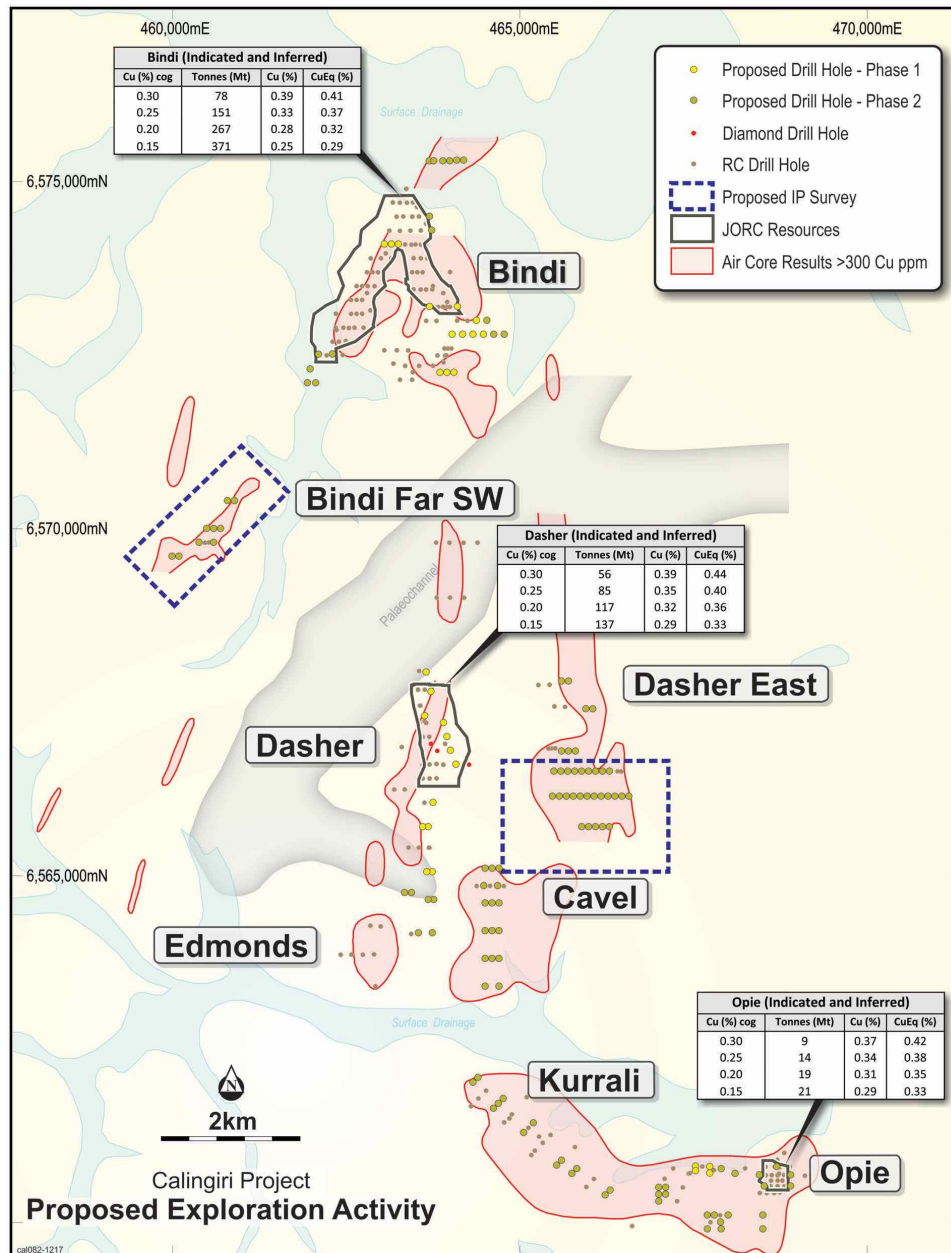 460,000mE
465,000mE
470,000mE
Bindi (Indicated and Inferred)
Cu (%) cog Tonnes (Mt) Cu (%) CuEq (%)
0.30 78 0.39 0.41
0.25 151 0.33 0.37
0.20 267 0.28 0.32
0.15 371 0.25 0.29
Proposed Drill Hole - Phase 1
Proposed Drill Hole - Phase 2
Diamond Drill Hole
RC Drill Hole
Proposed IP Survey
JORC Resources
Air Core Results >300 Cu ppm
Surface Drainage
6,575,000mN
Bindi
Bindi Far SW
6,570,000mN
Dasher (Indicated and Inferred)
Cu (%) cog Tonnes (Mt) Cu (%) CuEq (%)
0.30 56 0.39 0.44
0.25 85 0.35 0.40
0.20 117 0.32 0.36
0.15 137 0.29 0.33
Palaeochannel
Dasher East
Dasher
6,565,000mN
Cavel
Edmonds
Surface Drainage
Opie (Indicated and Inferred)
Cu (%) cog Tonnes (Mt) Cu (%) CuEq (%)
0.30 9 0.37 0.42
0.25 14 0.34 0.38
0.20 19 0.31 0.35
0.15 21 0.29 0.33
Kurrali
N
2km
Opie
Calingiri Project
Proposed Exploration Activity
cal082-1217